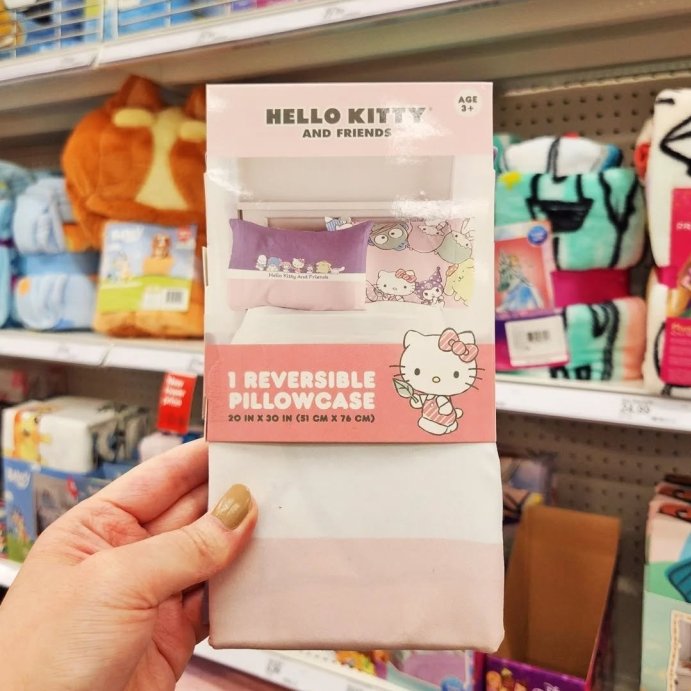 HELLO KITTY
AND FRIENDS
AGE
3+
Hello Kitty And Friends
1 REVERSIBLE
PILLOWCASE
20 IN X 30 IN (51 CM X 76 CM)